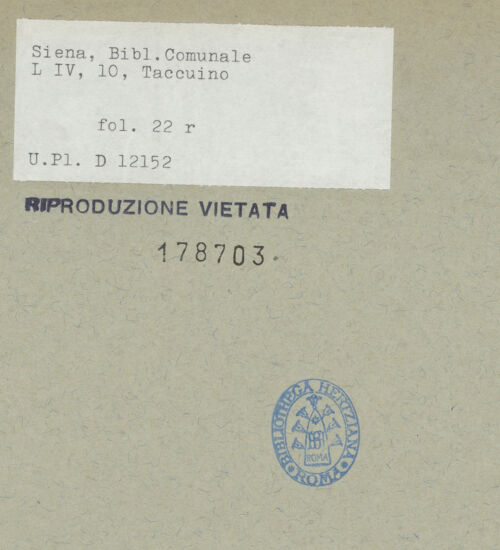 Siena, Bibl.Comunale
L IV, 10, Taccuino
fol. 22 r
U.Pl. D 12152
RIPRODUZIONE VIETATA
178703
BIBLIOTHECA HERTZIANA
ROMA
ROMA